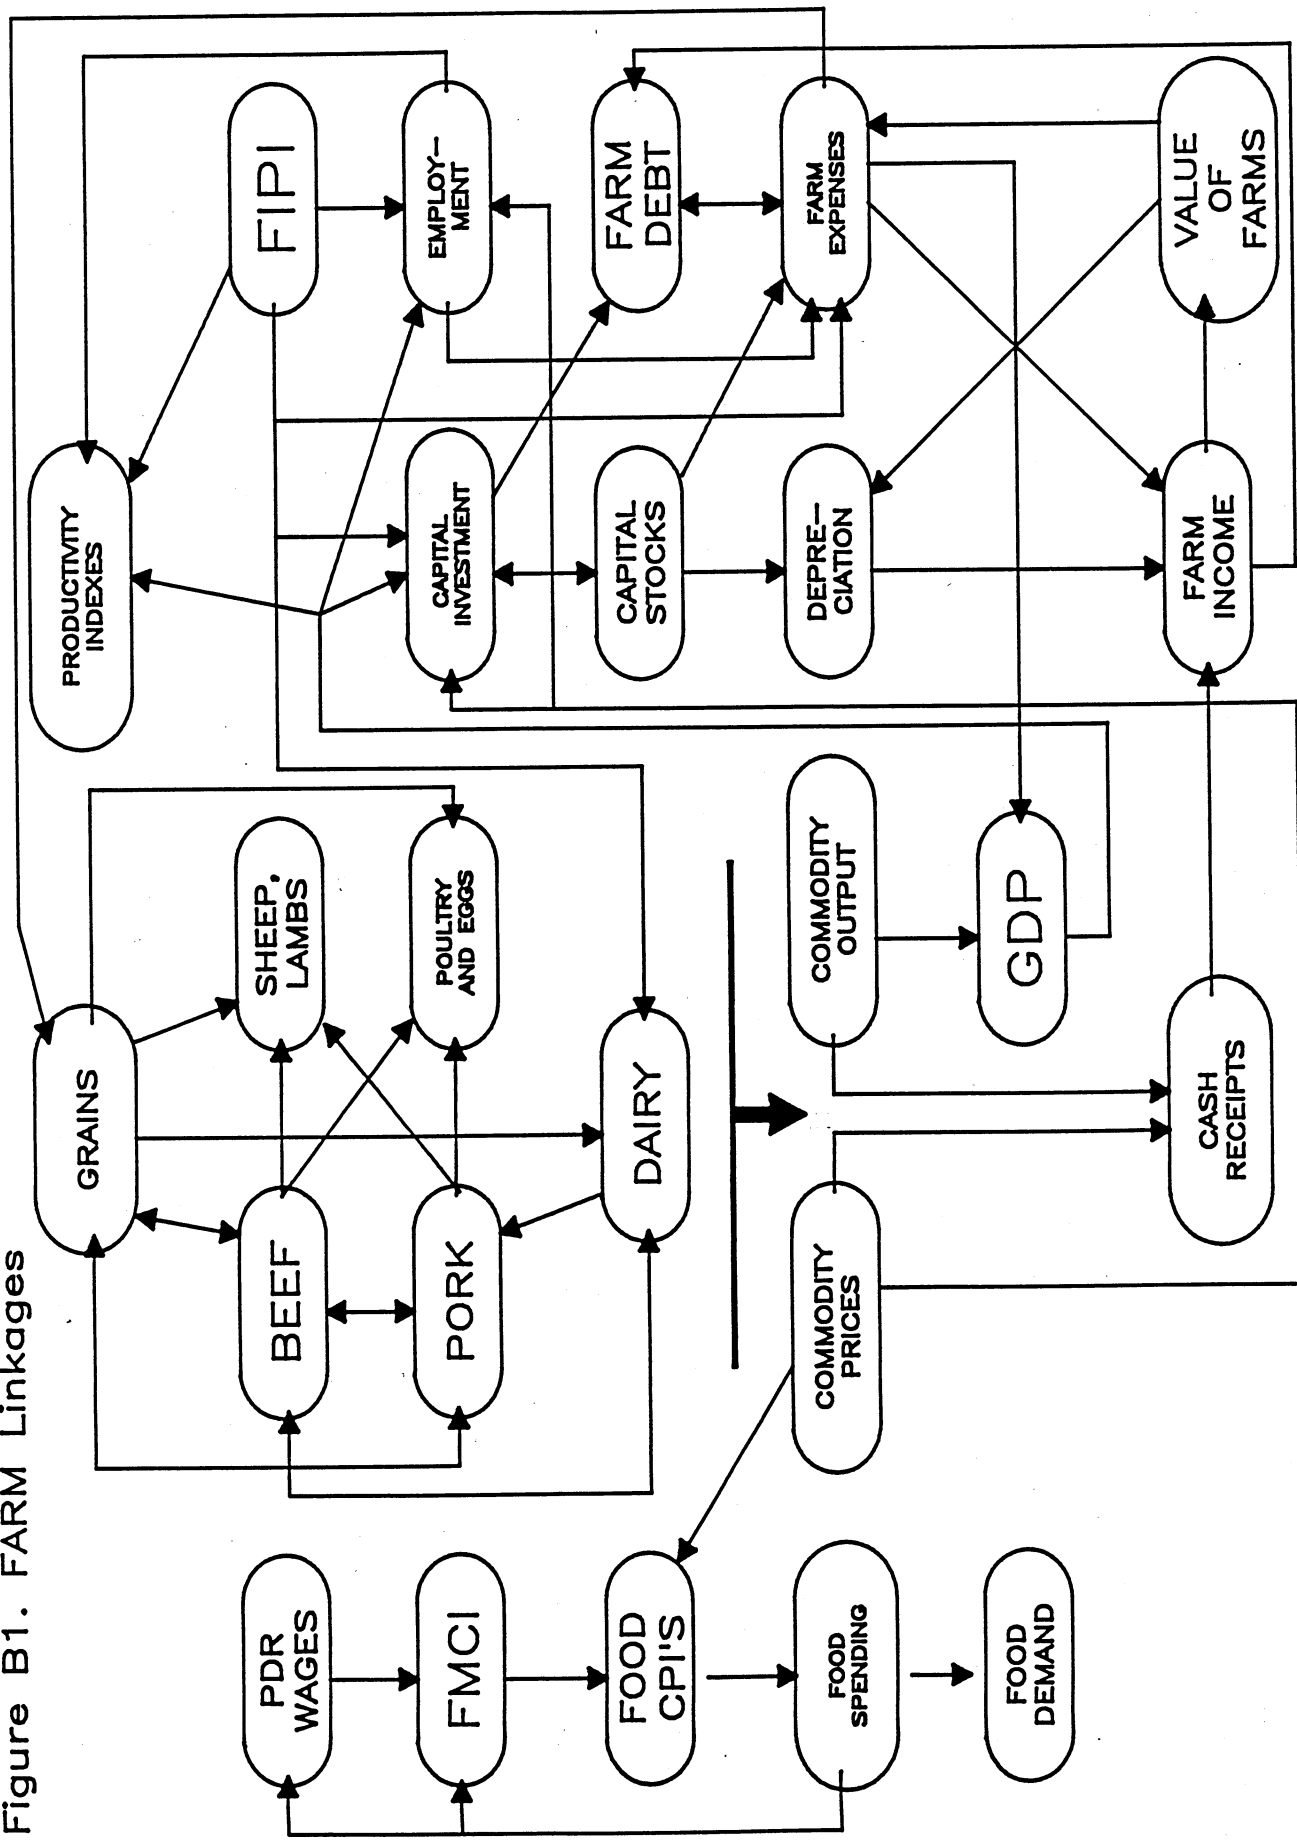 Figure B1. FARM Linkages
GRAINS
PRODUCTIVITY
INDEXES
PDR
WAGES
BEEF
SHEEP,
LAMBS
FIPI
FMCI
PORK
POULTRY
AND EGGS
CAPITAL
INVESTMENT
EMPLOY-
MENT
FOOD
CPI'S
DAIRY
CAPITAL
STOCKS
FARM
DEBT
FOOD
SPENDING
COMMODITY
PRICES
COMMODITY
OUTPUT
DEPRE-
CIATION
FARM
EXPENSES
FOOD
DEMAND
GDP
CASH
RECEIPTS
FARM
INCOME
VALUE
OF
FARMS